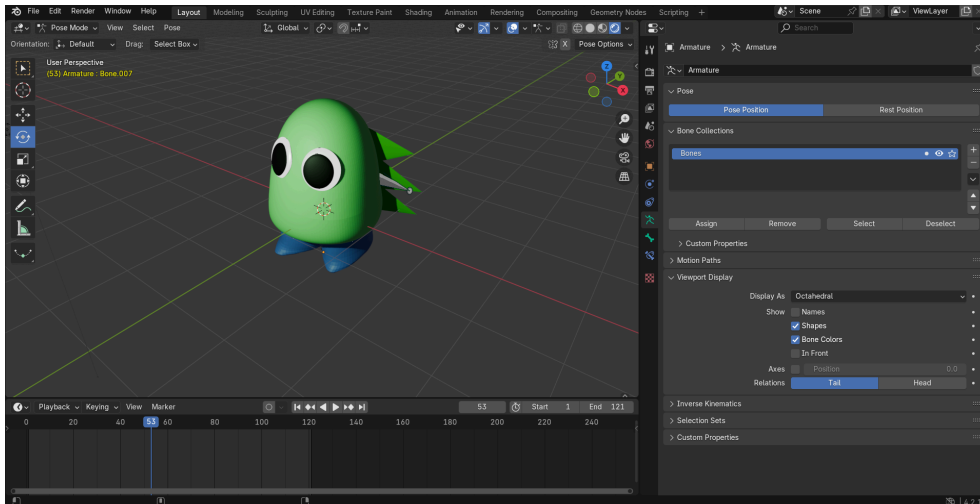 File Edit Render Window Help Layout Modeling Sculpting UV Editing Texture Paint Shading Animation Rendering Compositing Geometry Nodes Scripting + Scene ViewLayer
Pose Mode View Select Pose Global
Orientation: Default Drag: Select Box X Pose Options
User Perspective
(53) Armature : Bone.007
Z
Y
X
Playback Keying View Marker 53 Start 1 End 121
0 20 40 53 60 80 100 120 140 160 180 200 220 240
Search
Armature > Armature
Armature
Pose
Pose Position Rest Position
Bone Collections
Bones
Assign Remove Select Deselect
Custom Properties
Motion Paths
Viewport Display
Display As Octahedral
Show Names
Shapes
Bone Colors
In Front
Axes Position 0.0
Relations Tail Head
Inverse Kinematics
Selection Sets
Custom Properties